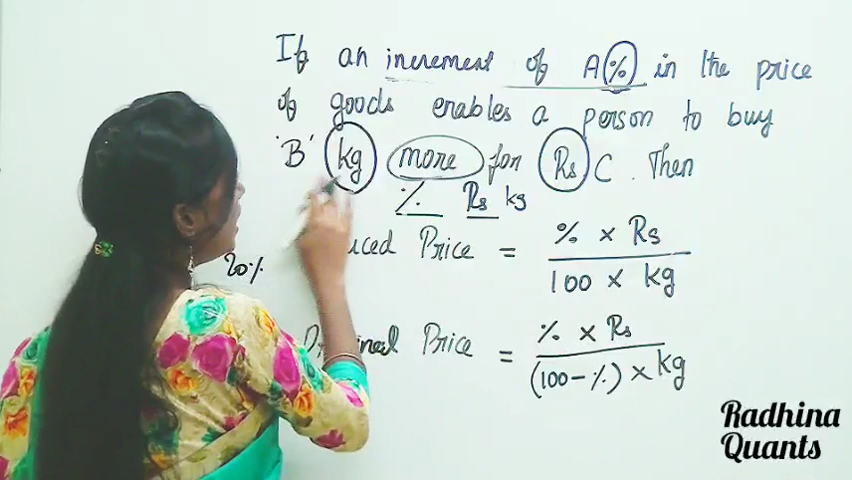 If an increment of A% in the price
of goods enables a person to buy
'B' kg more for Rs C. Then
% Rs kg
uced Price = % × Rs / 100 × kg
20%
Price = % × Rs / (100 - %) × kg
Radhina
Quants